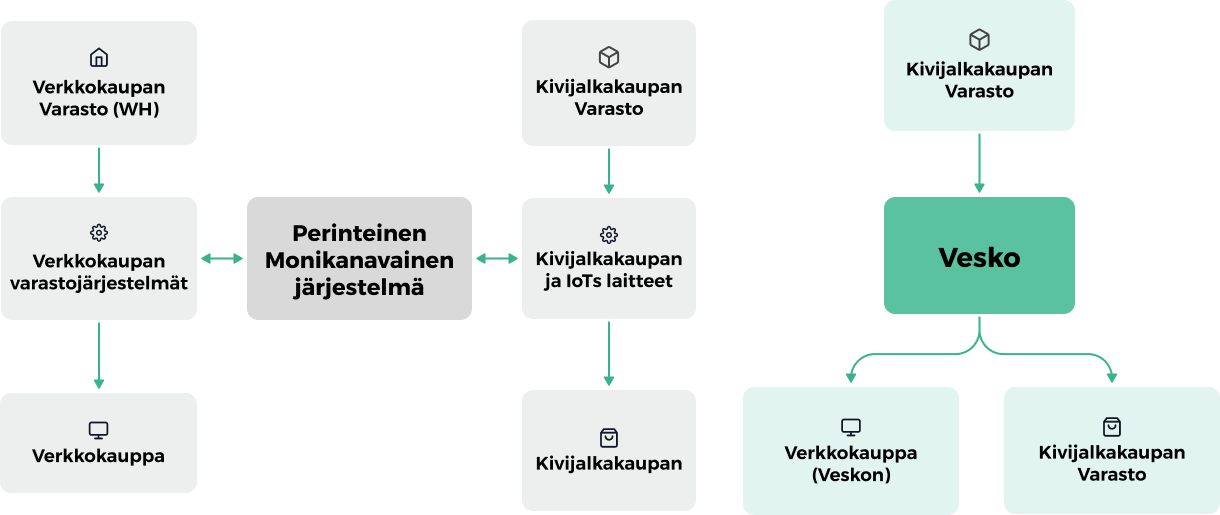 Verkkokaupan
Varasto (WH)
Verkkokaupan
varastojärjestelmät
Verkkokauppa
Perinteinen
Monikanavainen
järjestelmä
Kivijalkakaupan
Varasto
Kivijalkakaupan
ja IoTs laitteet
Kivijalkakaupan
Kivijalkakaupan
Varasto
Vesko
Verkkokauppa
(Veskon)
Kivijalkakaupan
Varasto